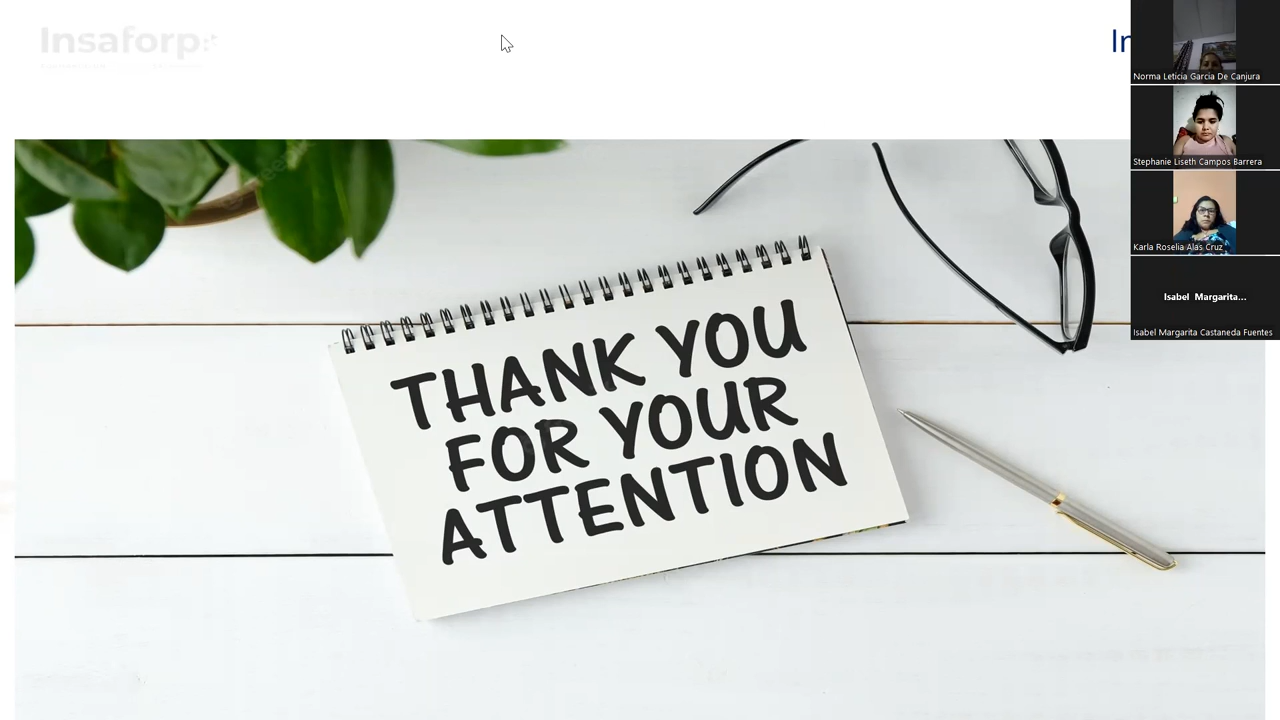 Insaforp
In
Norma Leticia Garcia De Canjura
Stephanie Liseth Campos Barrera
Karla Roselia Alas Cruz
Isabel Margarita...
Isabel Margarita Castaneda Fuentes
THANK YOU
FOR YOUR
ATTENTION